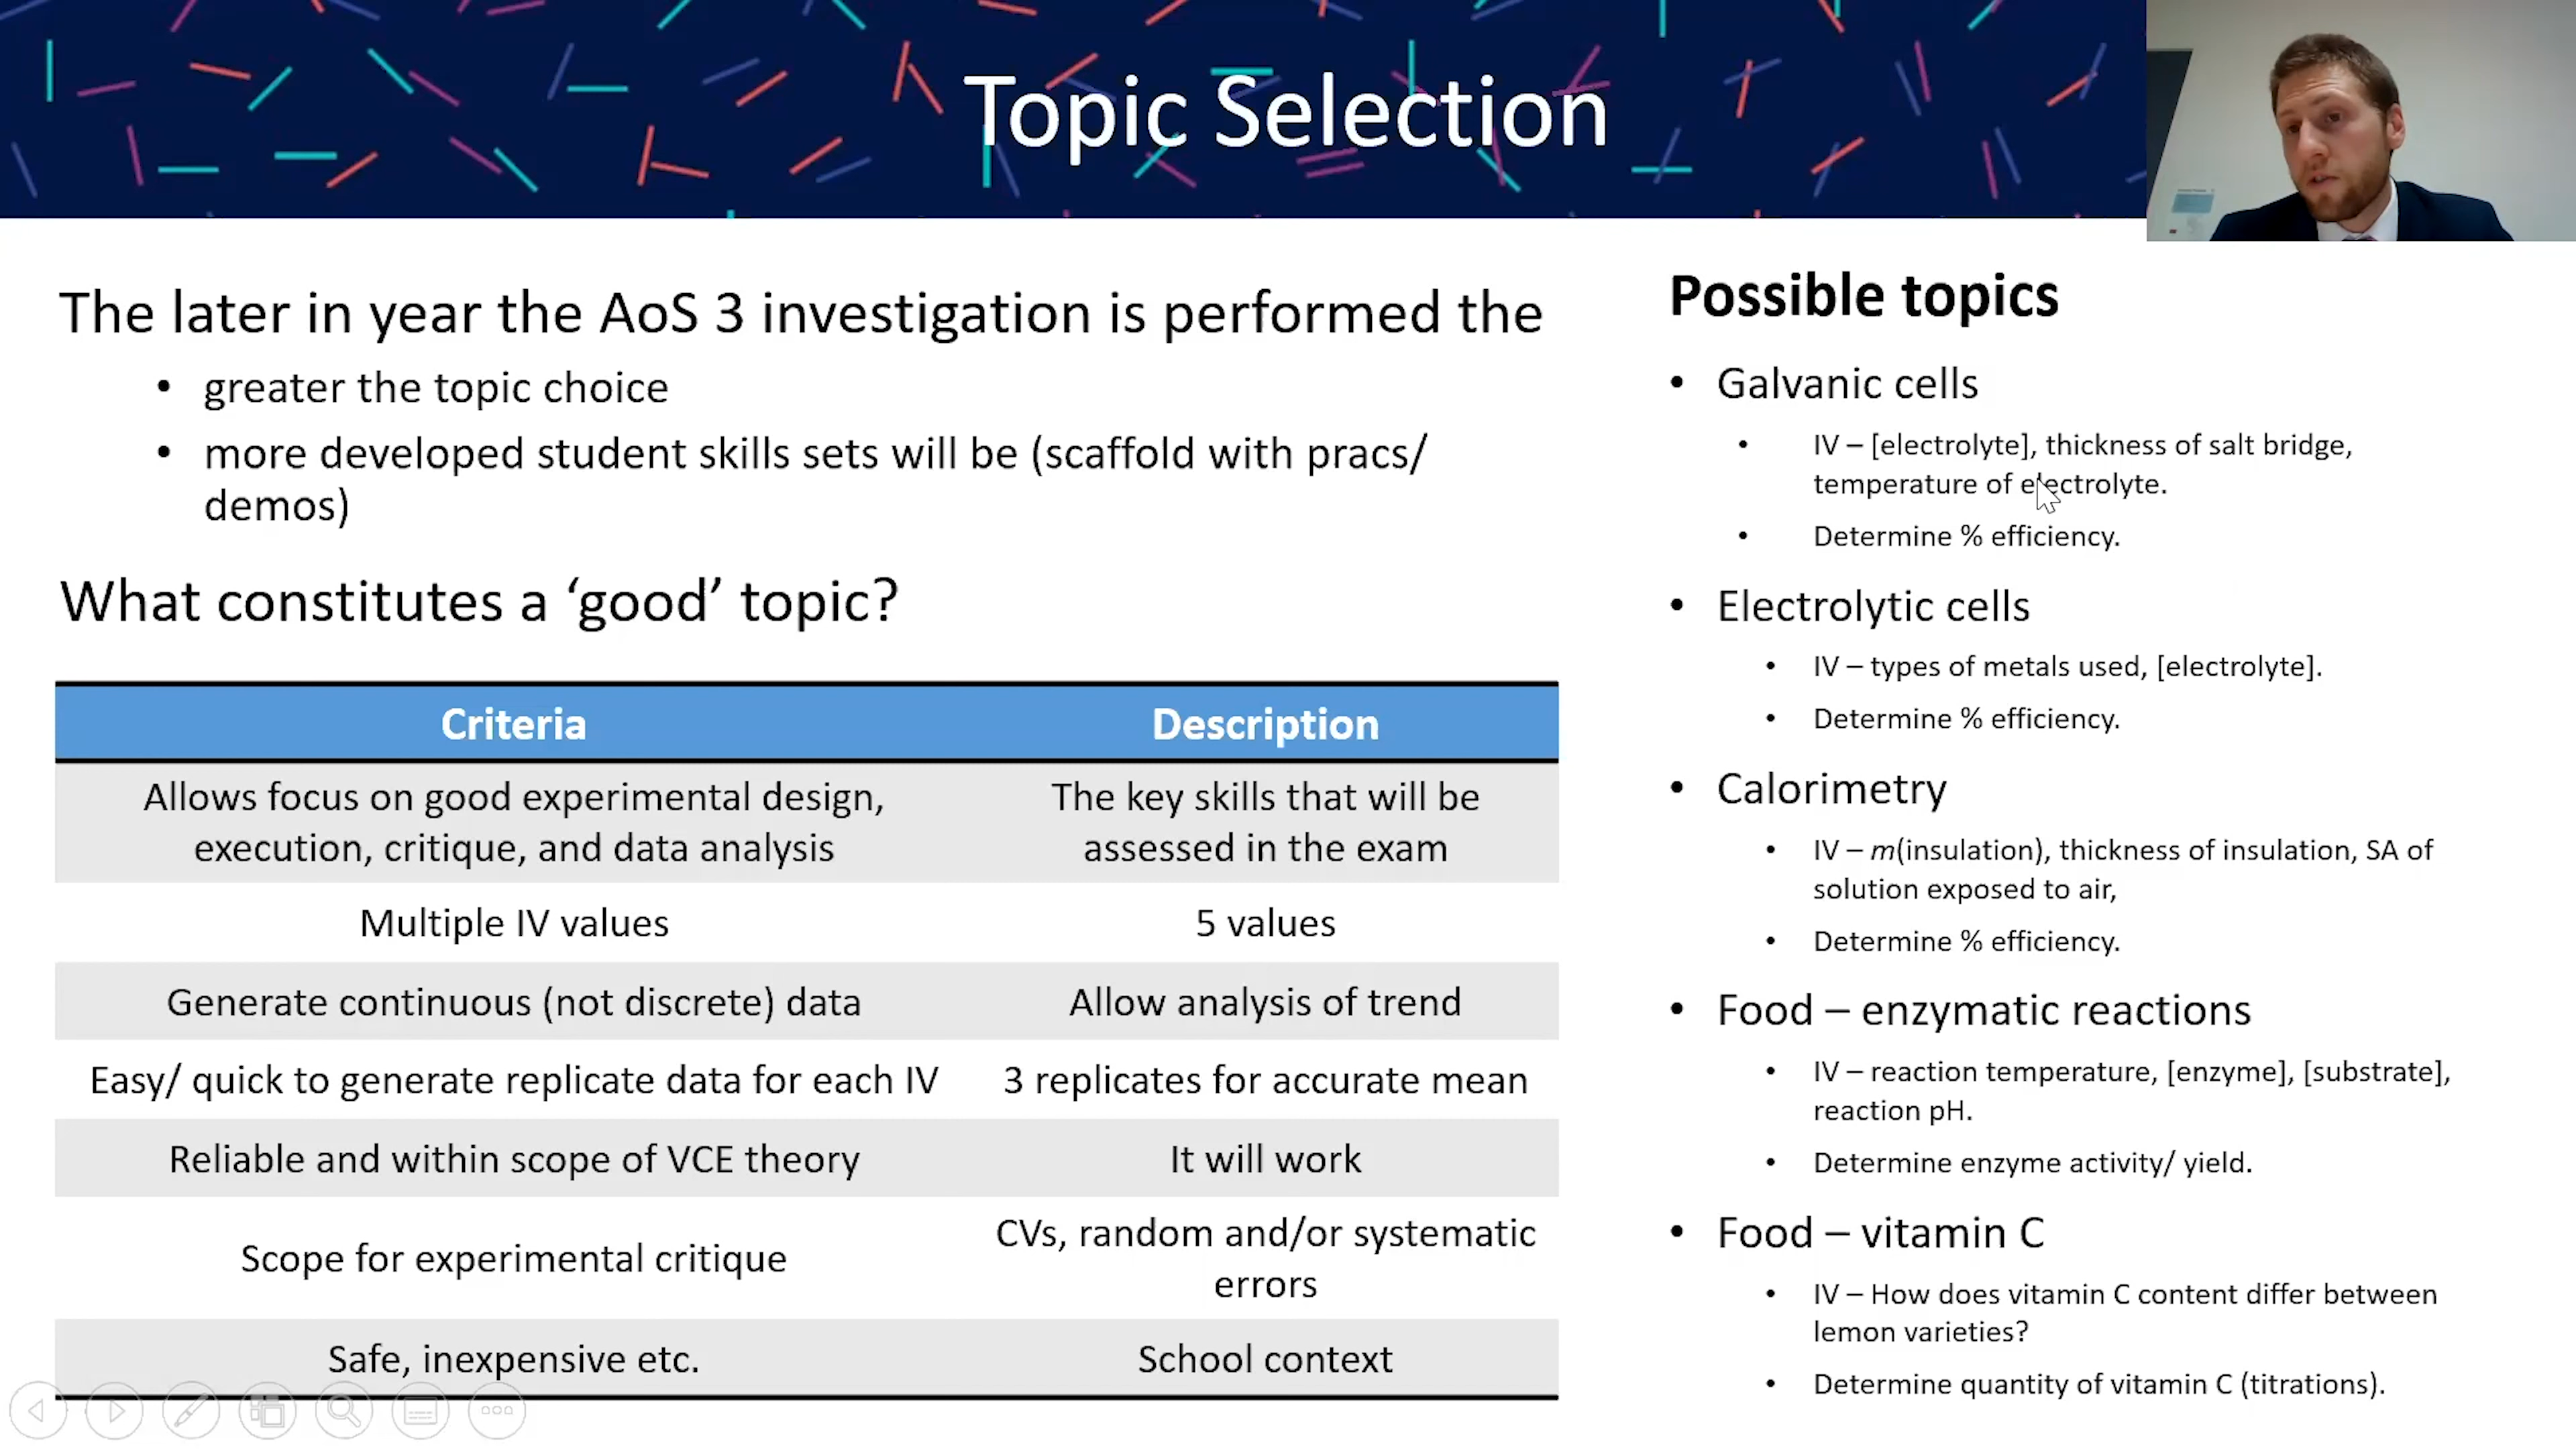 Topic Selection
The later in year the AoS 3 investigation is performed the
• greater the topic choice
• more developed student skills sets will be (scaffold with pracs/
demos)
What constitutes a ‘good’ topic?
Criteria Description
Allows focus on good experimental design, The key skills that will be
execution, critique, and data analysis assessed in the exam
Multiple IV values 5 values
Generate continuous (not discrete) data Allow analysis of trend
Easy/ quick to generate replicate data for each IV 3 replicates for accurate mean
Reliable and within scope of VCE theory It will work
Scope for experimental critique CVs, random and/or systematic
errors
Safe, inexpensive etc. School context
Possible topics
• Galvanic cells
• IV – [electrolyte], thickness of salt bridge,
temperature of electrolyte.
• Determine % efficiency.
• Electrolytic cells
• IV – types of metals used, [electrolyte].
• Determine % efficiency.
• Calorimetry
• IV – m(insulation), thickness of insulation, SA of
solution exposed to air,
• Determine % efficiency.
• Food – enzymatic reactions
• IV – reaction temperature, [enzyme], [substrate],
reaction pH.
• Determine enzyme activity/ yield.
• Food – vitamin C
• IV – How does vitamin C content differ between
lemon varieties?
• Determine quantity of vitamin C (titrations).